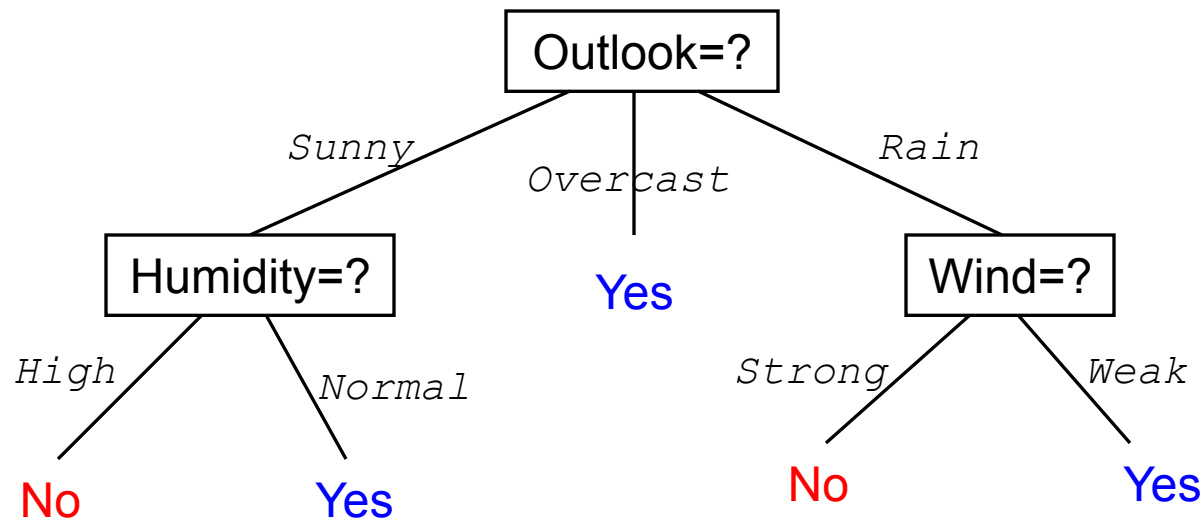 Outlook=?
Sunny
Overcast
Rain
Humidity=?
Yes
Wind=?
High
Normal
Strong
Weak
No
Yes
No
Yes